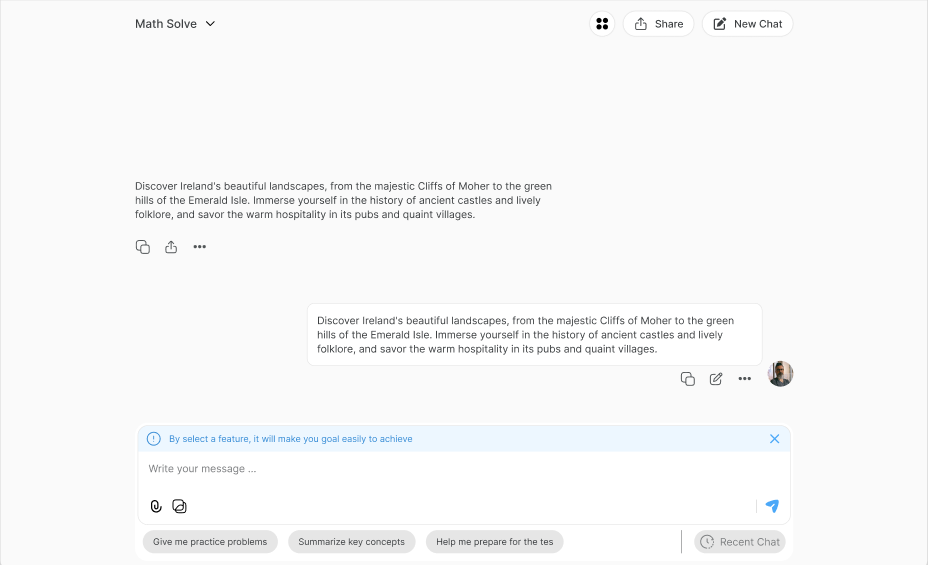 Math Solve
Share
New Chat
Discover Ireland's beautiful landscapes, from the majestic Cliffs of Moher to the green
hills of the Emerald Isle. Immerse yourself in the history of ancient castles and lively
folklore, and savor the warm hospitality in its pubs and quaint villages.
Discover Ireland's beautiful landscapes, from the majestic Cliffs of Moher to the green
hills of the Emerald Isle. Immerse yourself in the history of ancient castles and lively
folklore, and savor the warm hospitality in its pubs and quaint villages.
By select a feature, it will make you goal easily to achieve
Write your message ...
Give me practice problems
Summarize key concepts
Help me prepare for the tes
Recent Chat